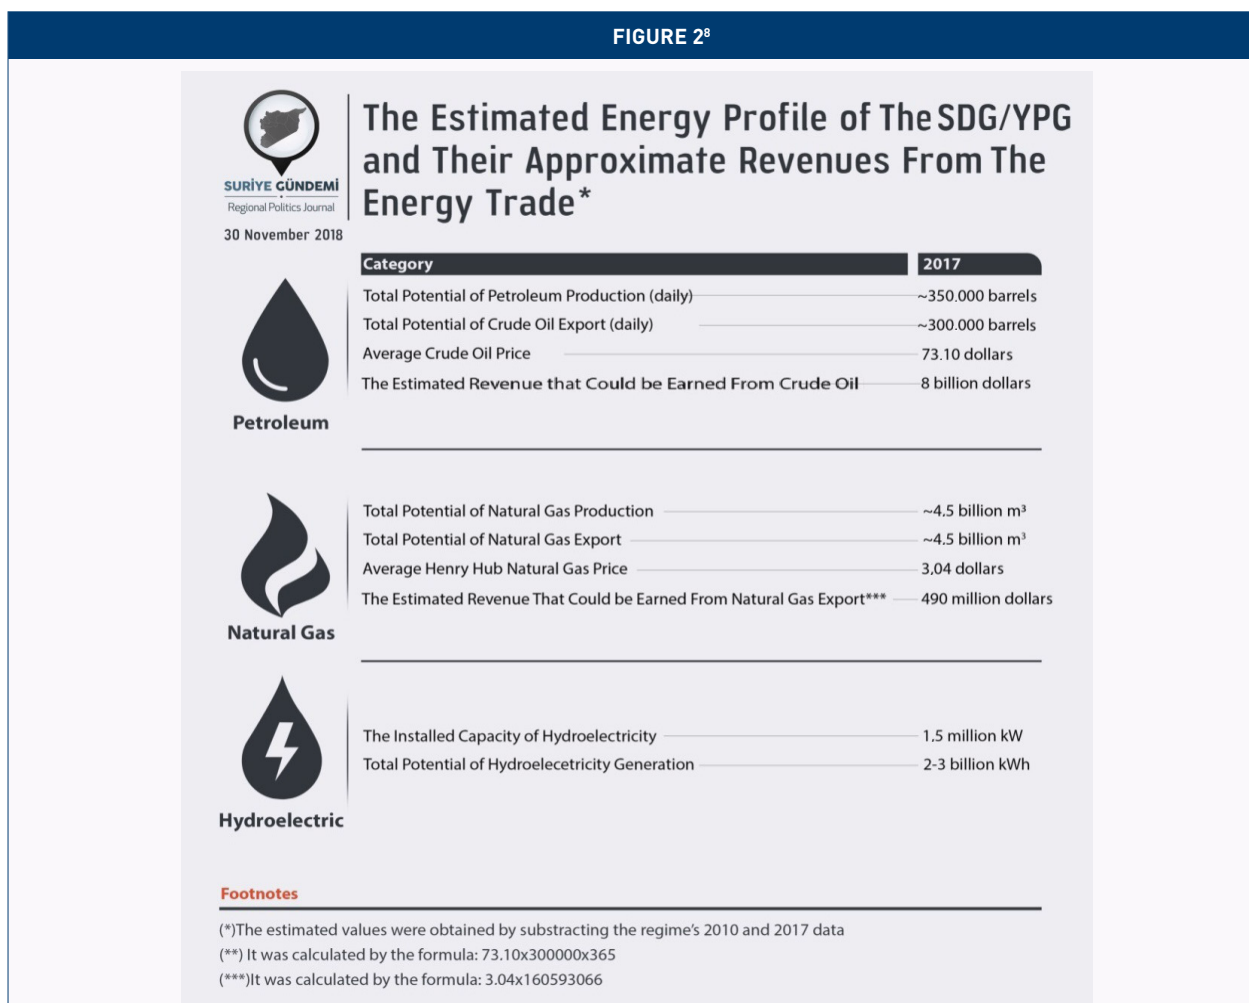 FIGURE 2⁸
The Estimated Energy Profile of The SDG/YPG
and Their Approximate Revenues From The
Energy Trade*
SURİYE GÜNDEMİ
Regional Politics Journal
30 November 2018
Category 2017
Total Potential of Petroleum Production (daily) ~350.000 barrels
Total Potential of Crude Oil Export (daily) ~300.000 barrels
Average Crude Oil Price 73.10 dollars
The Estimated Revenue that Could be Earned From Crude Oil 8 billion dollars
Petroleum
Total Potential of Natural Gas Production ~4.5 billion m³
Total Potential of Natural Gas Export ~4.5 billion m³
Average Henry Hub Natural Gas Price 3.04 dollars
The Estimated Revenue That Could be Earned From Natural Gas Export*** 490 million dollars
Natural Gas
The Installed Capacity of Hydroelectricity 1.5 million kW
Total Potential of Hydroelecetricity Generation 2-3 billion kWh
Hydroelectric
Footnotes
(*)The estimated values were obtained by substracting the regime's 2010 and 2017 data
(**) It was calculated by the formula: 73.10x300000x365
(***)It was calculated by the formula: 3.04x160593066